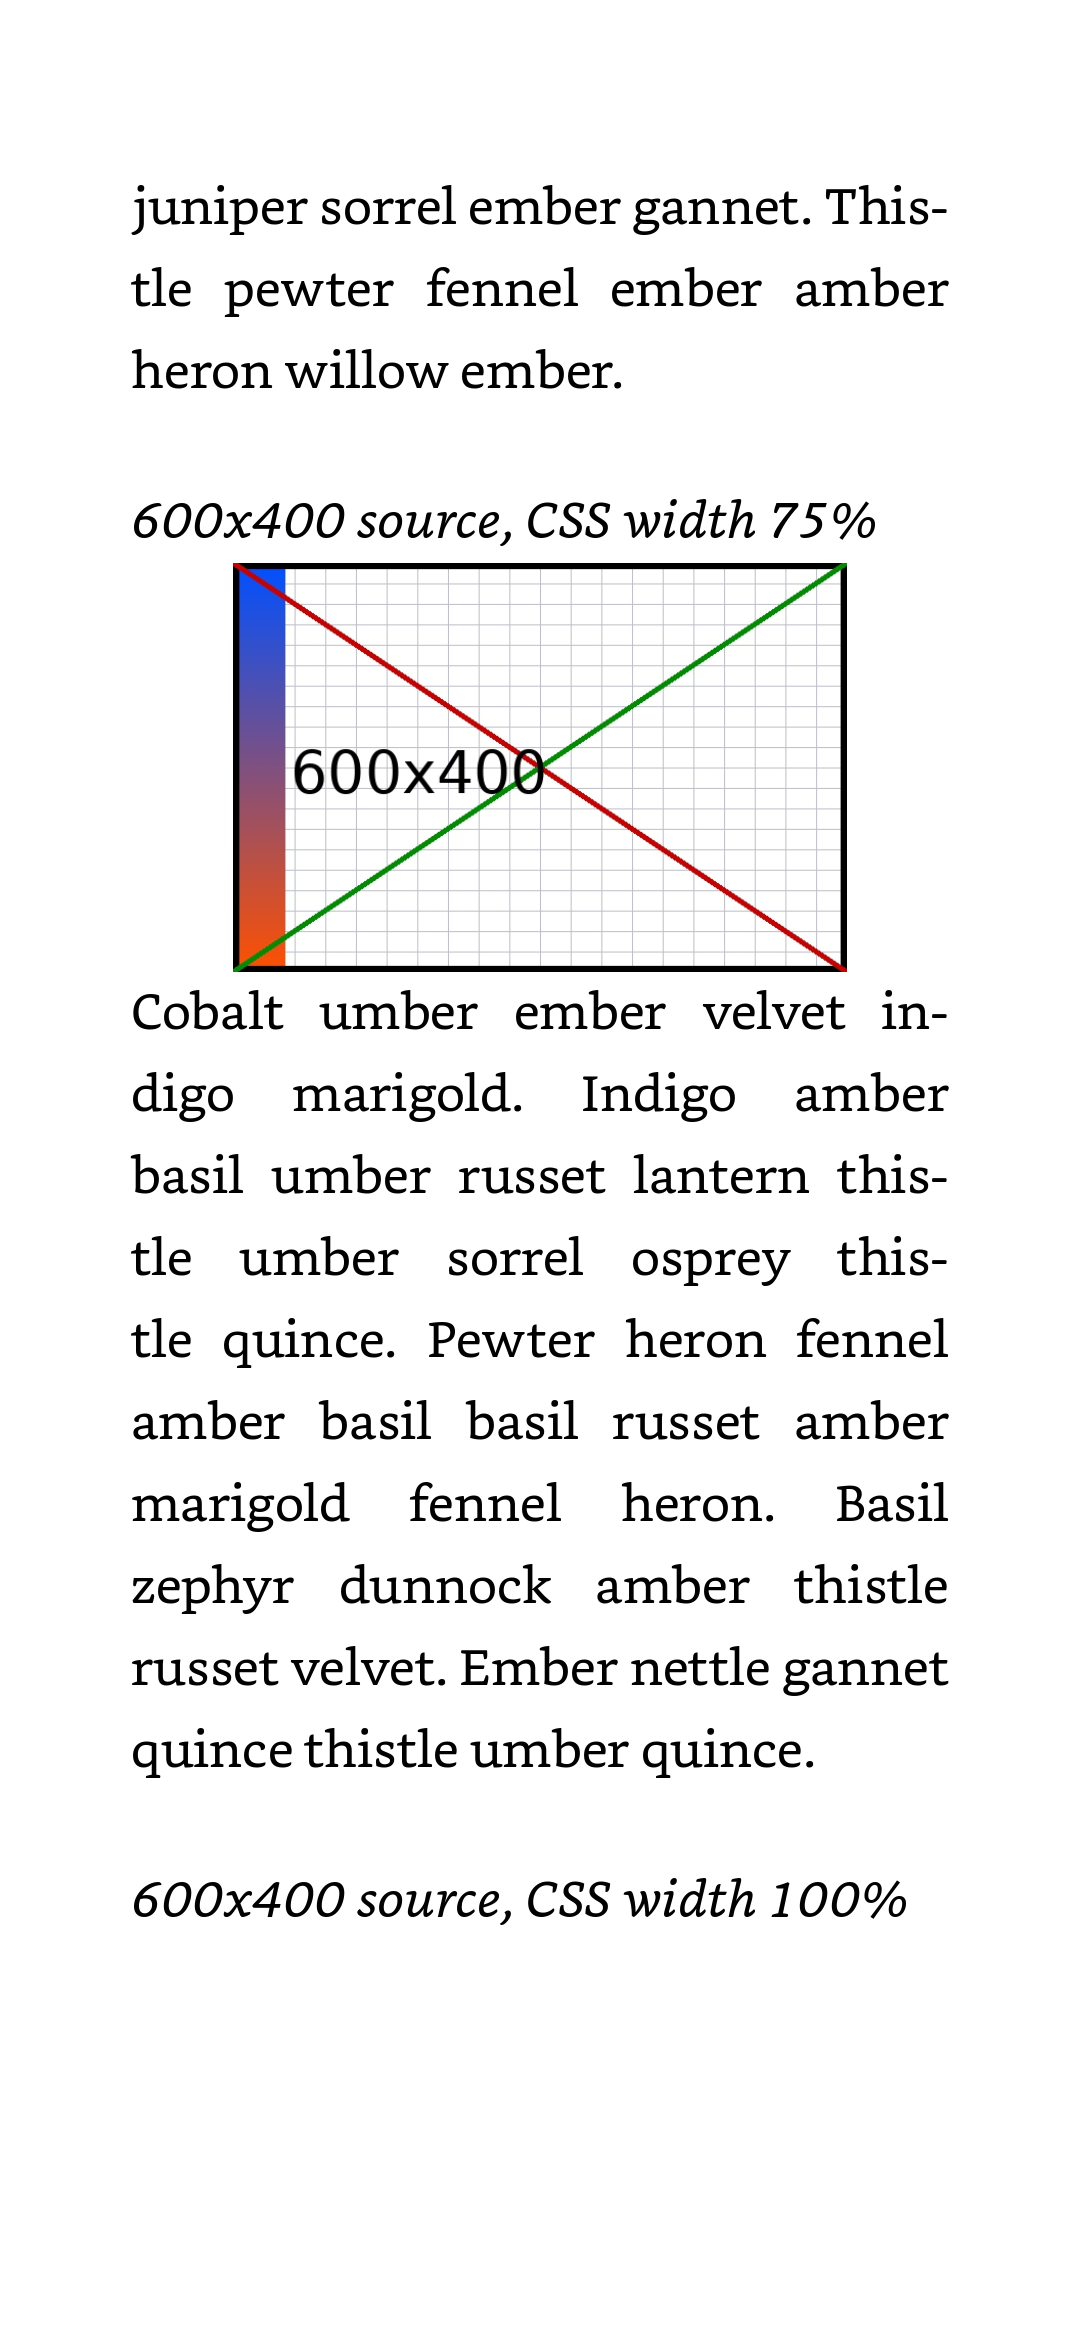 juniper sorrel ember gannet. This-
tle pewter fennel ember amber
heron willow ember.
600x400 source, CSS width 75%
600x400
Cobalt umber ember velvet in-
digo marigold. Indigo amber
basil umber russet lantern this-
tle umber sorrel osprey this-
tle quince. Pewter heron fennel
amber basil basil russet amber
marigold fennel heron. Basil
zephyr dunnock amber thistle
russet velvet. Ember nettle gannet
quince thistle umber quince.
600x400 source, CSS width 100%